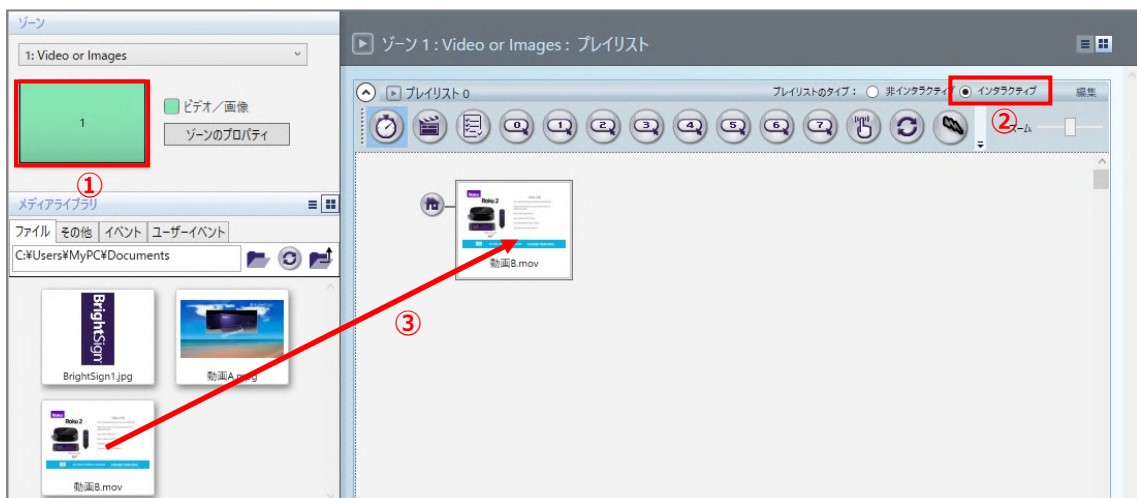 ゾーン
1: Video or Images
1
ビデオ／画像
ゾーンのプロパティ
①
メディアライブラリ
ファイル その他 イベント ユーザーイベント
C:¥Users¥MyPC¥Documents
BrightSign
BrightSign1.jpg
動画A.mpg
Roku 2
動画B.mov
ゾーン 1 : Video or Images : プレイリスト
プレイリスト 0
プレイリストのタイプ： 非インタラクティブ インタラクティブ 編集
0 1 2 3 4 5 6 7
②
ズーム
Roku 2
動画B.mov
③